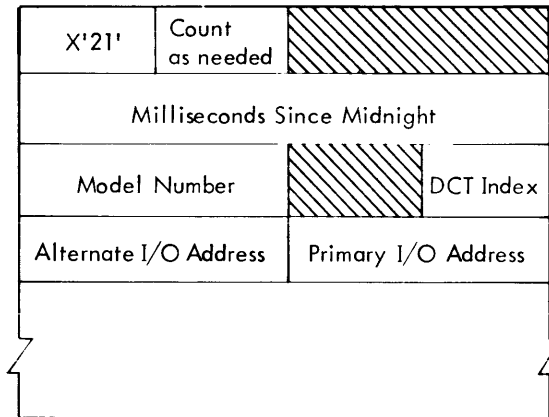 X'21'
Count
as needed
Milliseconds Since Midnight
Model Number
DCT Index
Alternate I/O Address
Primary I/O Address